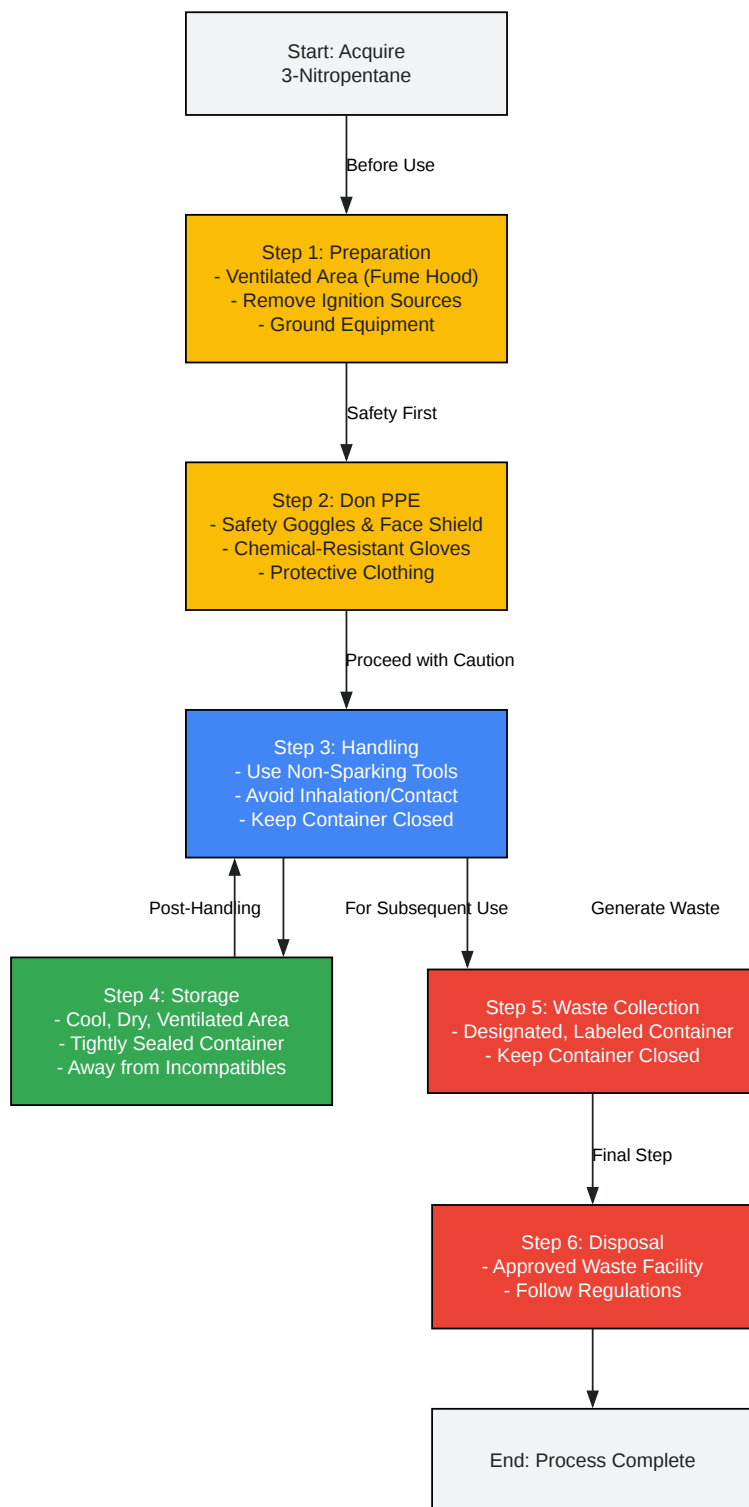 Start: Acquire
3-Nitropentane
Before Use
Step 1: Preparation
- Ventilated Area (Fume Hood)
- Remove Ignition Sources
- Ground Equipment
Safety First
Step 2: Don PPE
- Safety Goggles & Face Shield
- Chemical-Resistant Gloves
- Protective Clothing
Proceed with Caution
Step 3: Handling
- Use Non-Sparking Tools
- Avoid Inhalation/Contact
- Keep Container Closed
Post-Handling
For Subsequent Use
Generate Waste
Step 4: Storage
- Cool, Dry, Ventilated Area
- Tightly Sealed Container
- Away from Incompatibles
Step 5: Waste Collection
- Designated, Labeled Container
- Keep Container Closed
Final Step
Step 6: Disposal
- Approved Waste Facility
- Follow Regulations
End: Process Complete